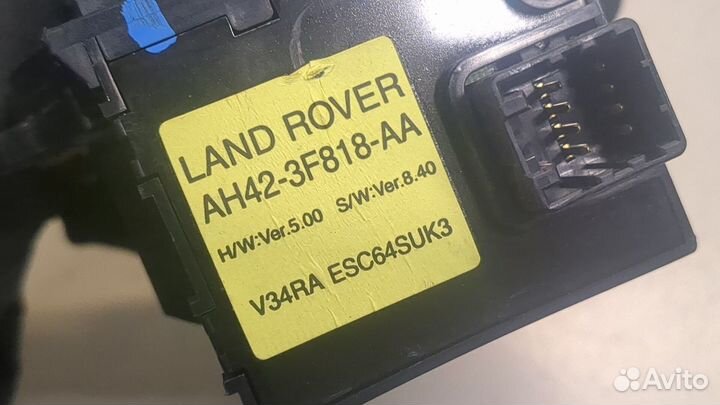 LAND ROVER
AH42-3F818-AA
H/W:Ver.5.00 S/W:Ver.8.40
V34RA ESC64SUK3
Avito